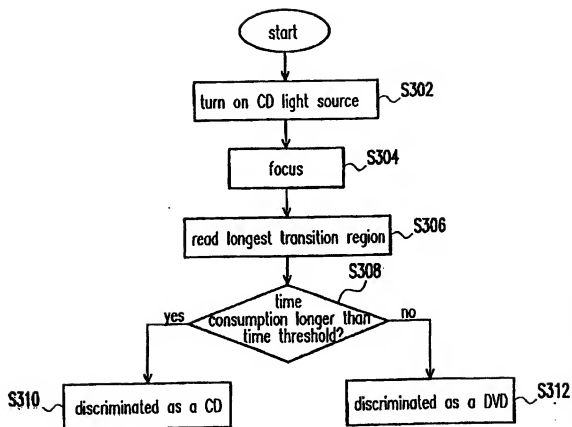 start
turn on CD light source
S302
focus
S304
read longest transition region
S306
S308
time
consumption longer than
time threshold?
yes
no
S310
discriminated as a CD
discriminated as a DVD
S312